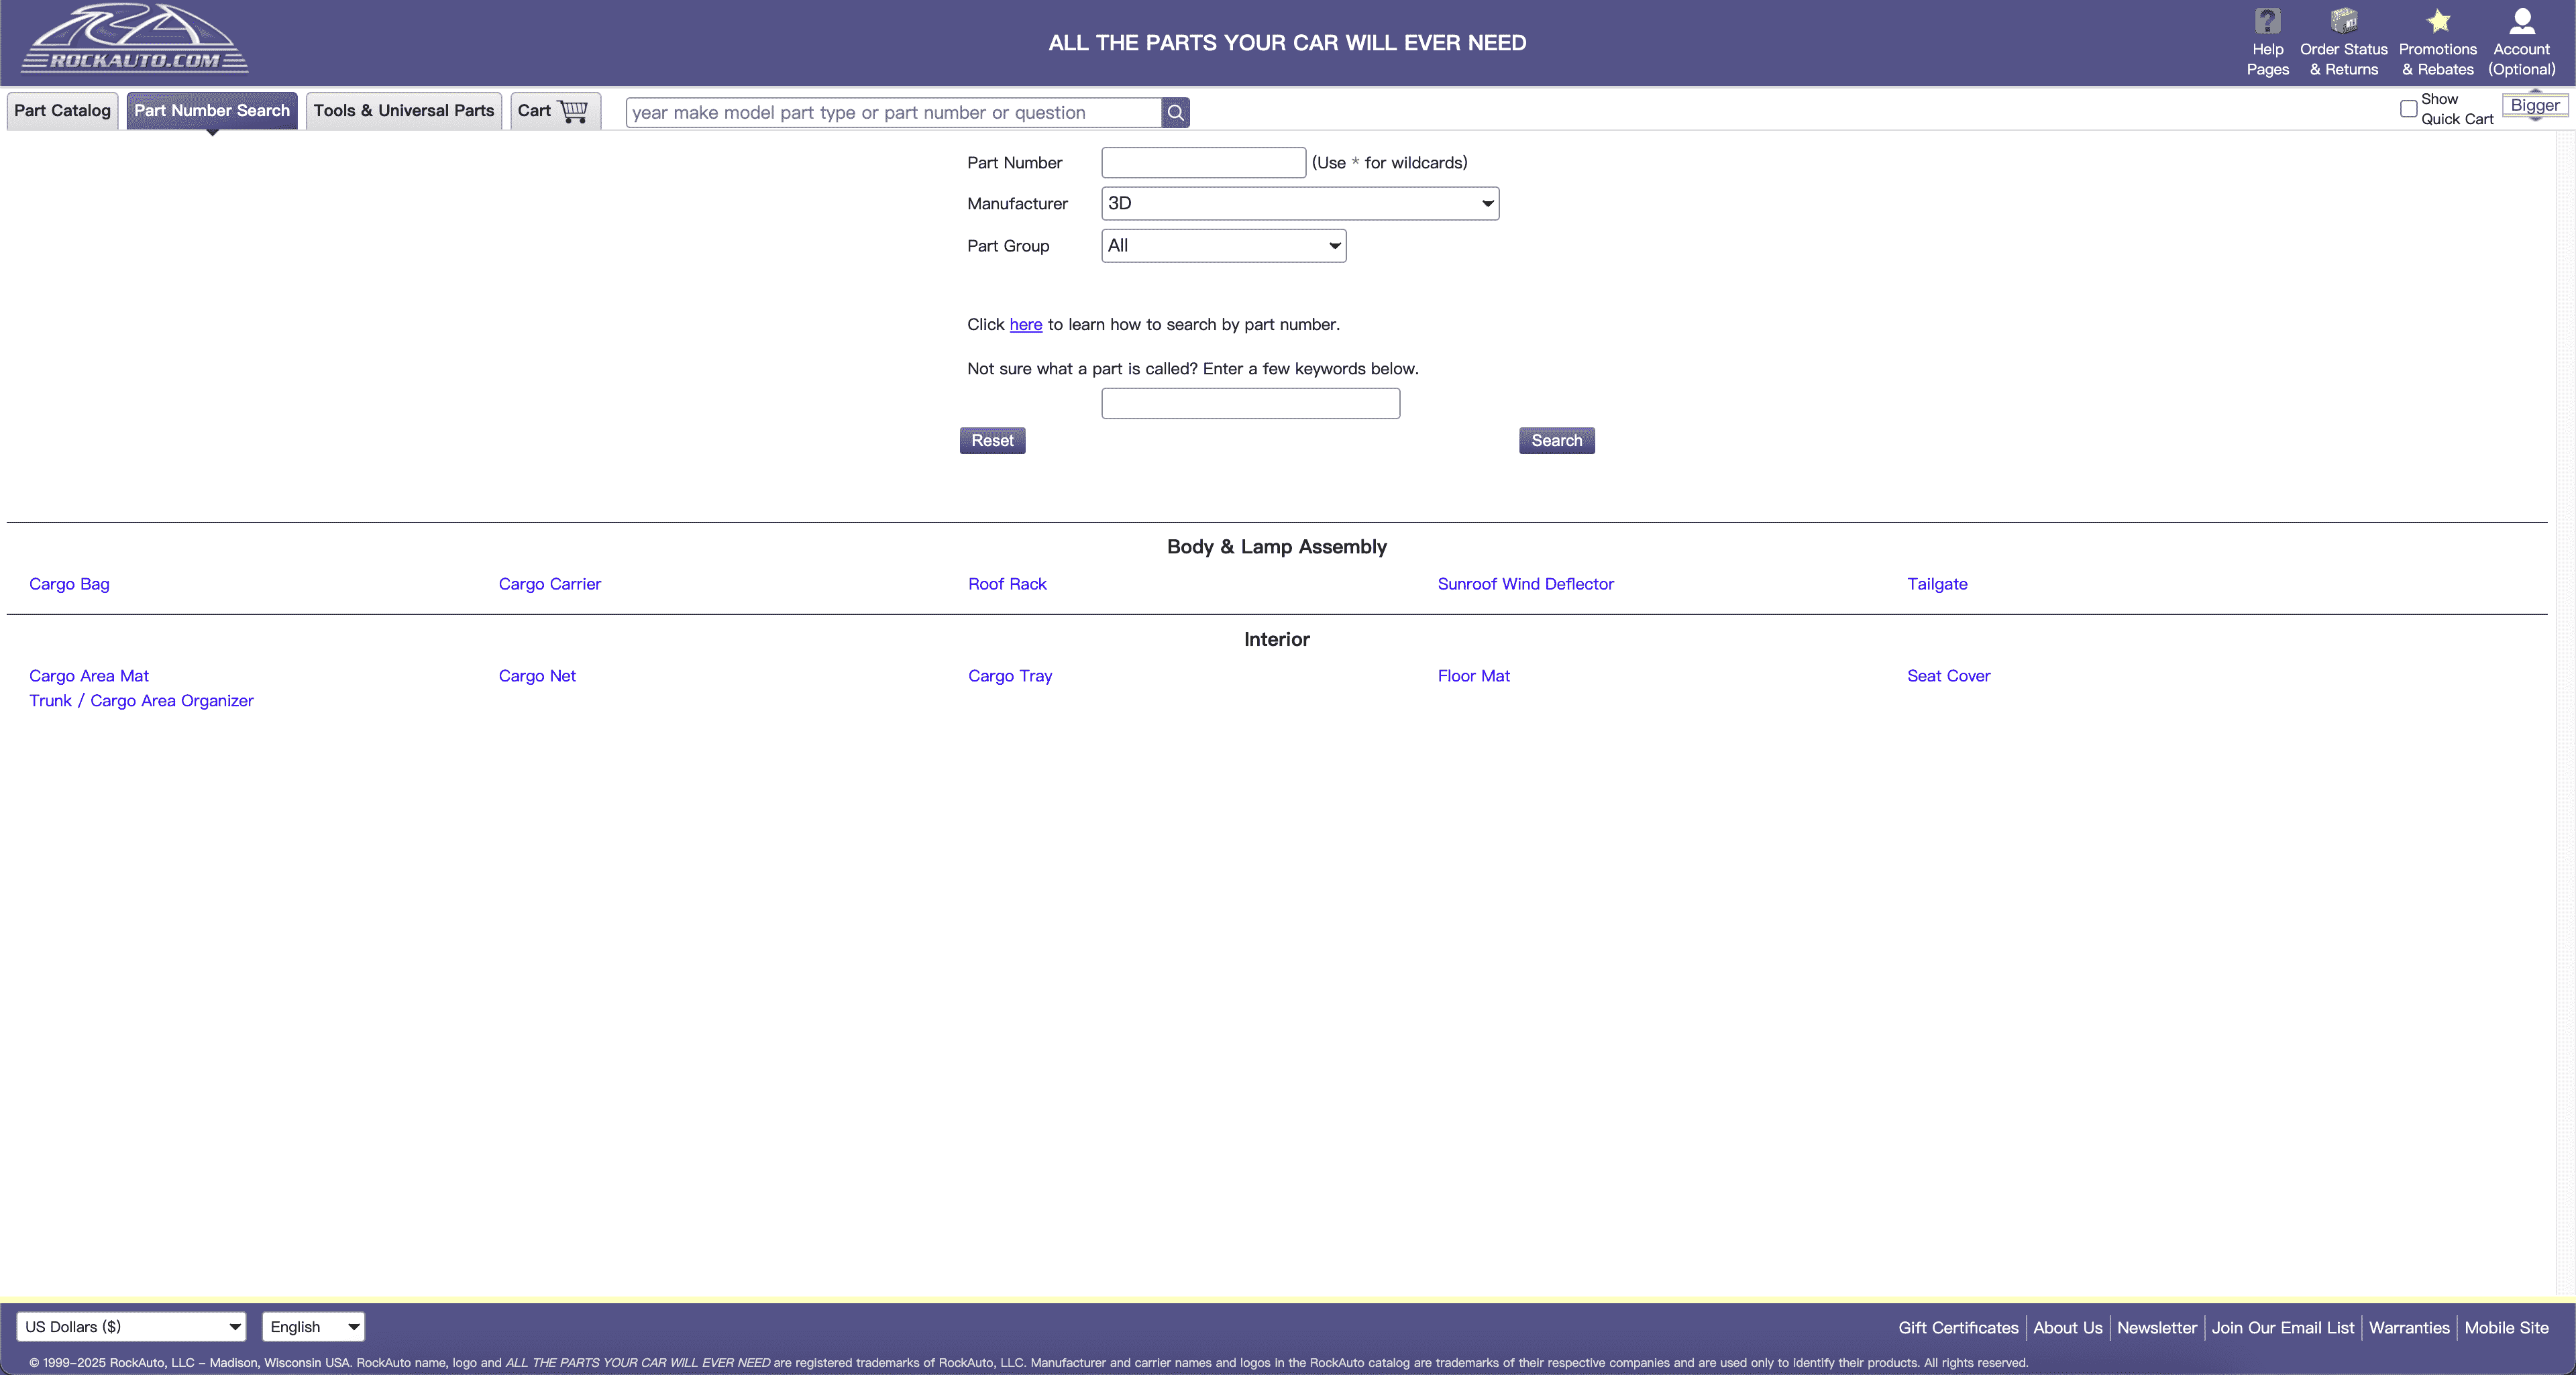 ROCKAUTO.COM
ALL THE PARTS YOUR CAR WILL EVER NEED
Help Pages
Order Status & Returns
Promotions & Rebates
Account (Optional)
Part Catalog
Part Number Search
Tools & Universal Parts
Cart
year make model part type or part number or question
Show Quick Cart
Bigger
Part Number
(Use * for wildcards)
Manufacturer
3D
Part Group
All
Click here to learn how to search by part number.
Not sure what a part is called? Enter a few keywords below.
Reset
Search
Body & Lamp Assembly
Cargo Bag
Cargo Carrier
Roof Rack
Sunroof Wind Deflector
Tailgate
Interior
Cargo Area Mat
Cargo Net
Cargo Tray
Floor Mat
Seat Cover
Trunk / Cargo Area Organizer
US Dollars ($)
English
Gift Certificates
About Us
Newsletter
Join Our Email List
Warranties
Mobile Site
© 1999–2025 RockAuto, LLC – Madison, Wisconsin USA. RockAuto name, logo and ALL THE PARTS YOUR CAR WILL EVER NEED are registered trademarks of RockAuto, LLC. Manufacturer and carrier names and logos in the RockAuto catalog are trademarks of their respective companies and are used only to identify their products. All rights reserved.